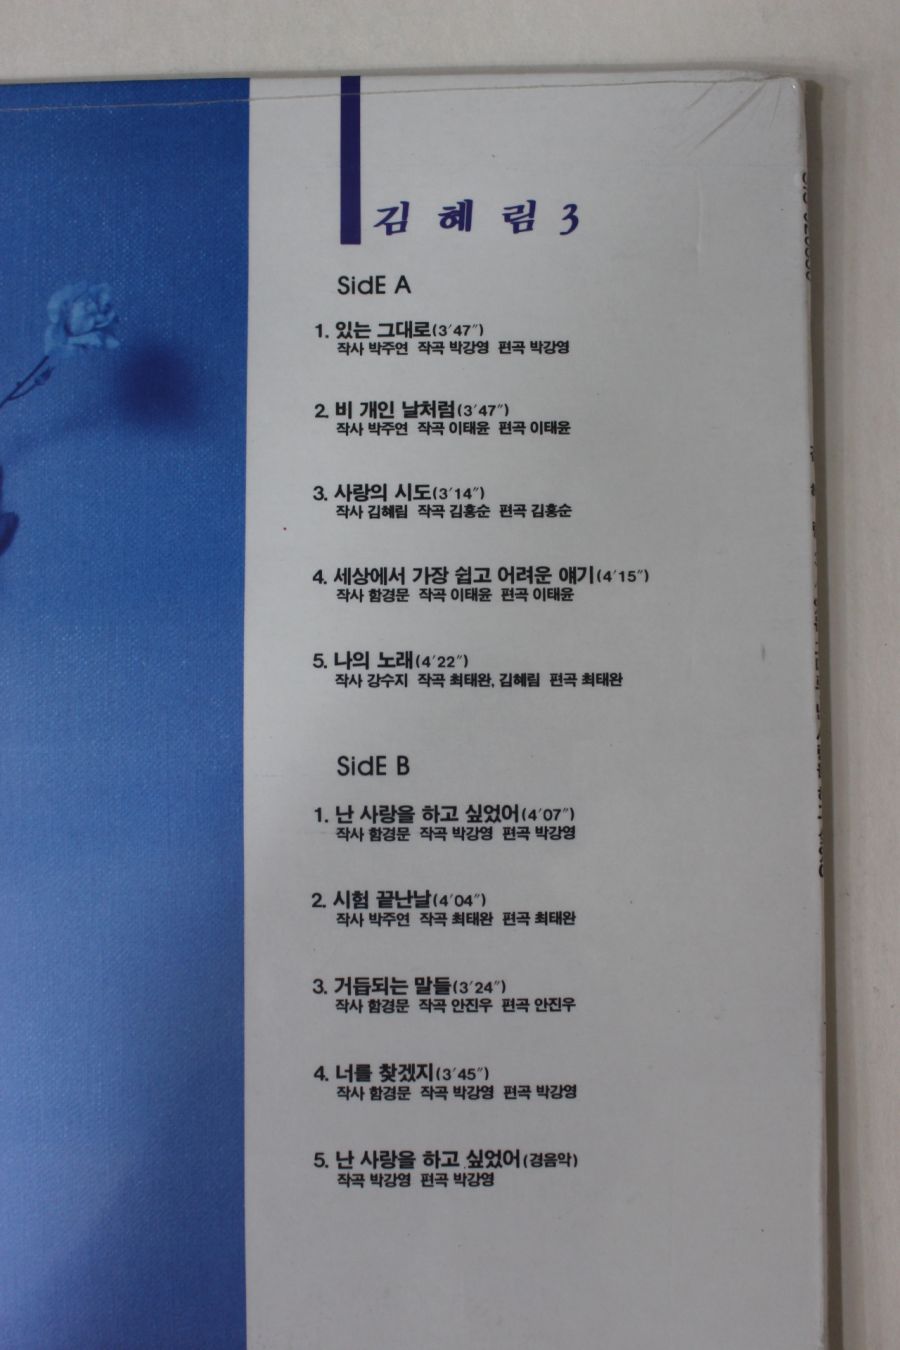 김 혜 림 3
SidE A
1. 있는 그대로(3′47″)
작사 박주연 작곡 박강영 편곡 박강영
2. 비 개인 날처럼(3′47″)
작사 박주연 작곡 이태윤 편곡 이태윤
3. 사랑의 시도(3′14″)
작사 김혜림 작곡 김홍순 편곡 김홍순
4. 세상에서 가장 쉽고 어려운 얘기(4′15″)
작사 함경문 작곡 이태윤 편곡 이태윤
5. 나의 노래(4′22″)
작사 강수지 작곡 최태완, 김혜림 편곡 최태완
SidE B
1. 난 사랑을 하고 싶었어(4′07″)
작사 함경문 작곡 박강영 편곡 박강영
2. 시험 끝난날(4′04″)
작사 박주연 작곡 최태완 편곡 최태완
3. 거듭되는 말들(3′24″)
작사 함경문 작곡 안진우 편곡 안진우
4. 너를 찾겠지(3′45″)
작사 함경문 작곡 박강영 편곡 박강영
5. 난 사랑을 하고 싶었어(경음악)
작곡 박강영 편곡 박강영